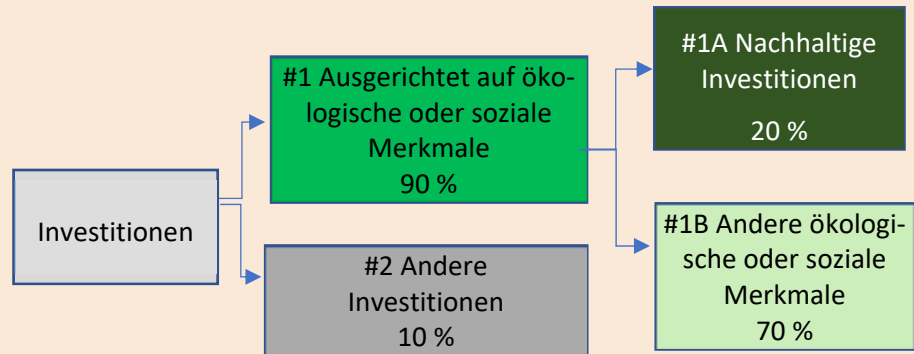 Investitionen
#1 Ausgerichtet auf öko-
logische oder soziale
Merkmale
90 %
#2 Andere
Investitionen
10 %
#1A Nachhaltige
Investitionen
20 %
#1B Andere ökologi-
sche oder soziale
Merkmale
70 %